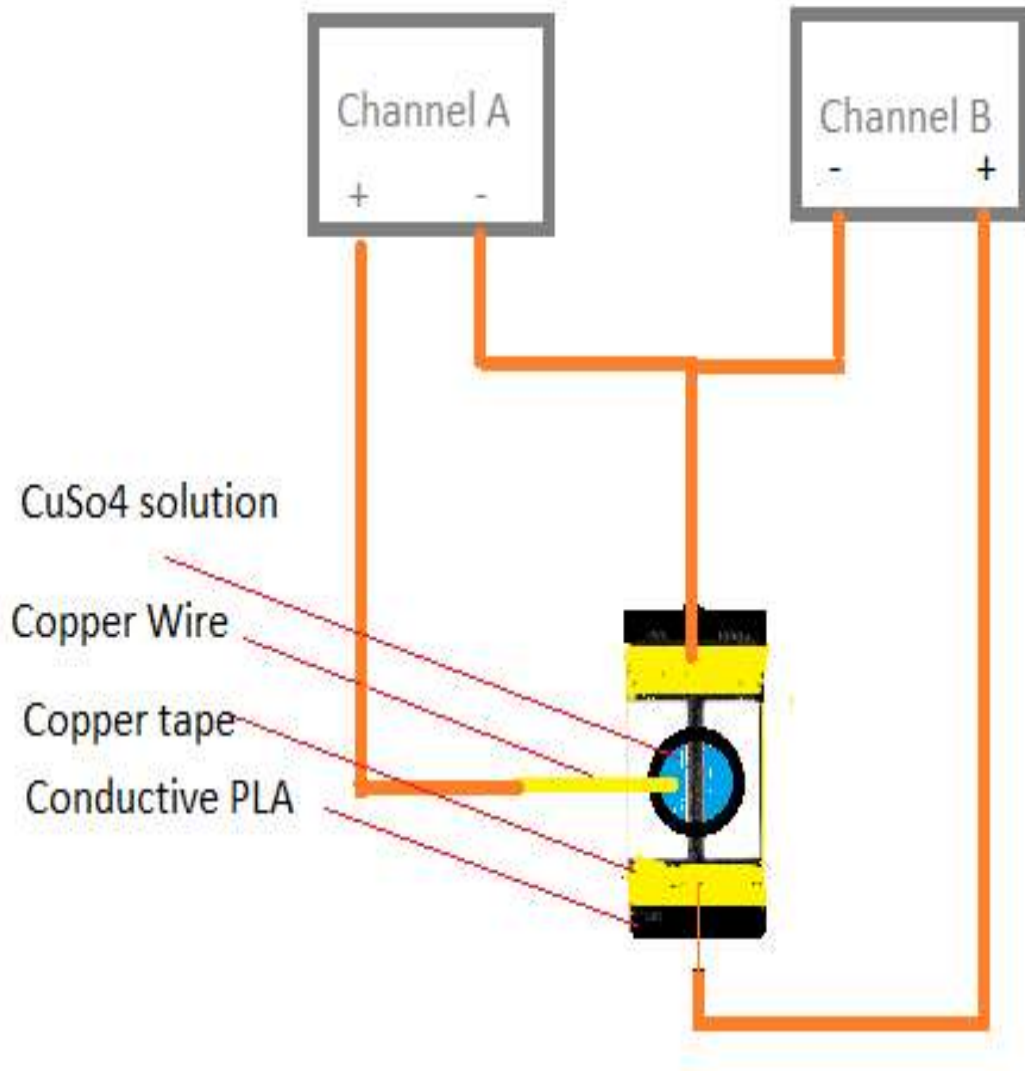 Channel A
+ -
Channel B
- +
CuSo4 solution
Copper Wire
Copper tape
Conductive PLA